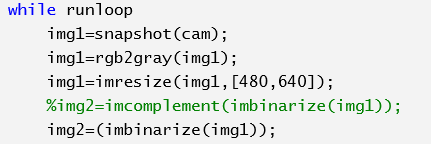 while runloop
    img1=snapshot(cam);
    img1=rgb2gray(img1);
    img1=imresize(img1,[480,640]);
    %img2=imcomplement(imbinarize(img1));
    img2=(imbinarize(img1));